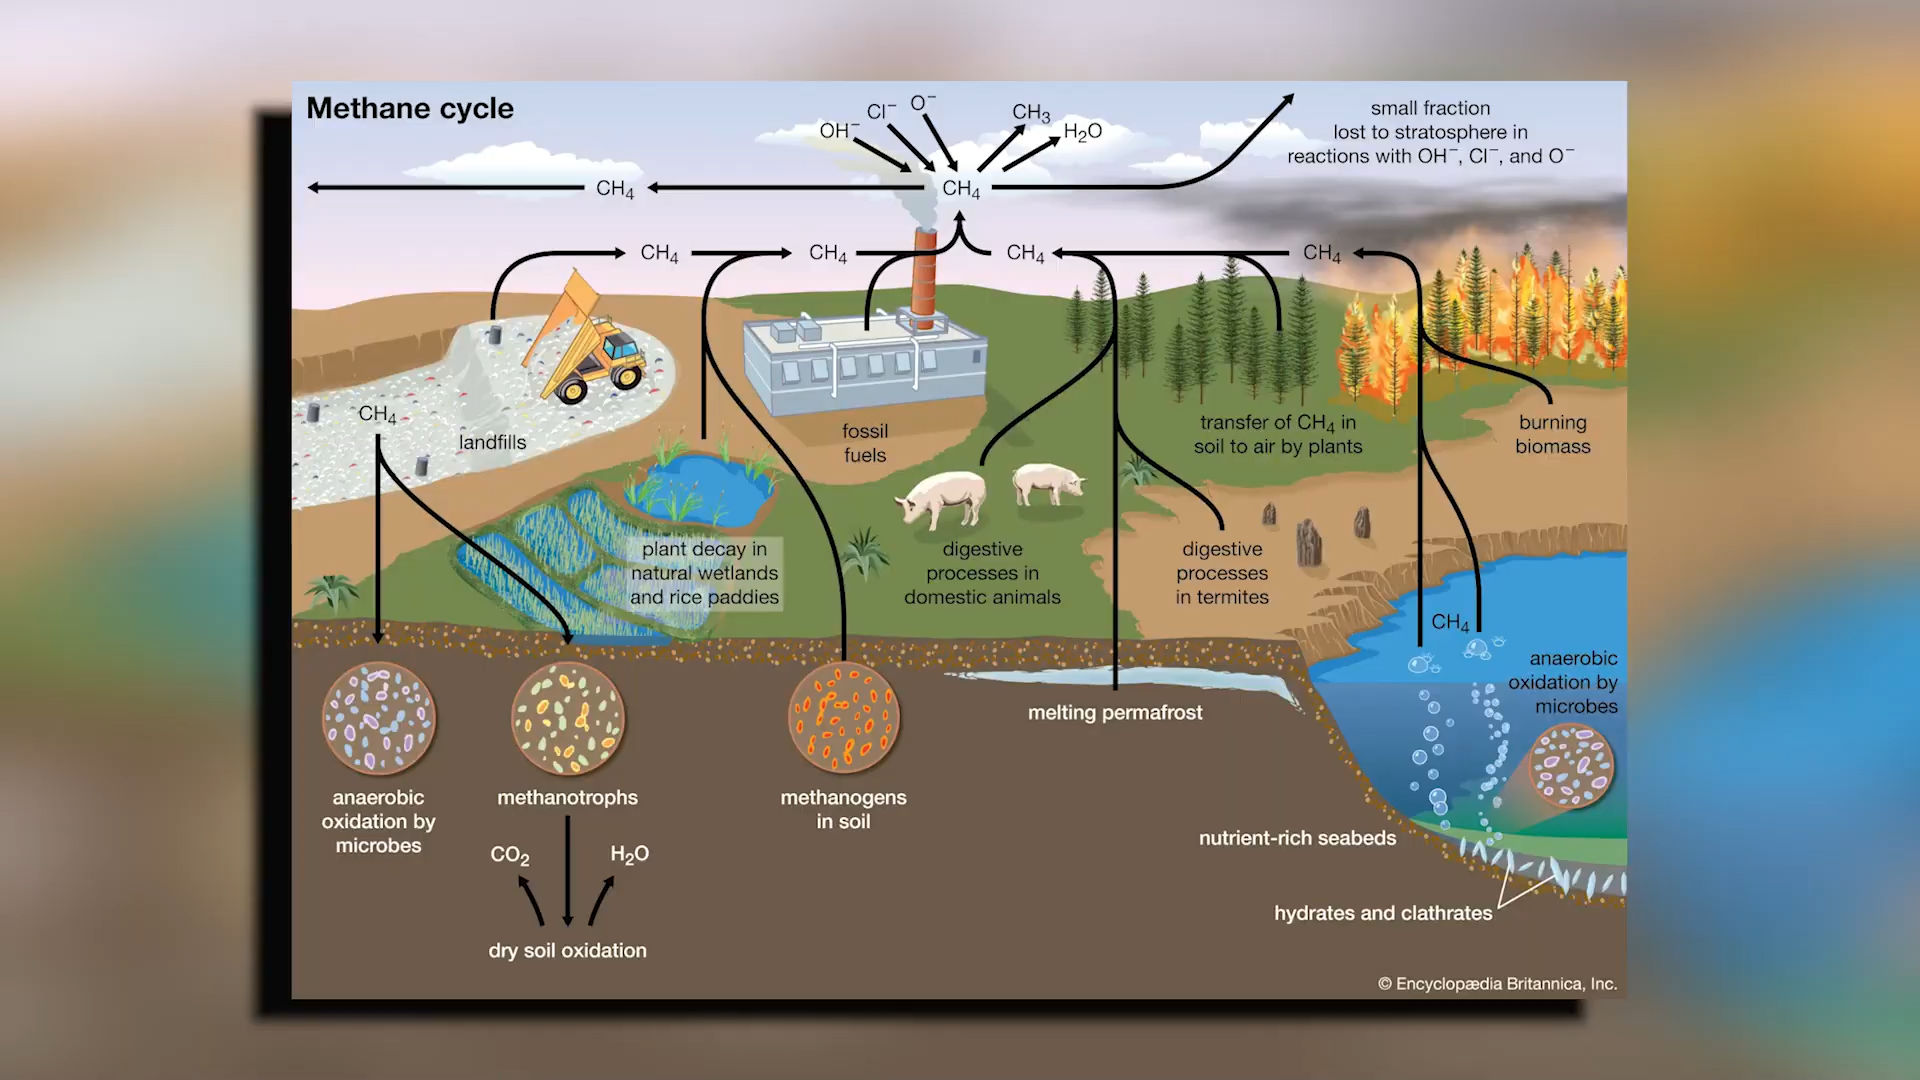 Methane cycle
OH⁻
Cl⁻
O⁻
CH₃
H₂O
small fraction
lost to stratosphere in
reactions with OH⁻, Cl⁻, and O⁻
CH₄
CH₄
CH₄
CH₄
CH₄
CH₄
CH₄
landfills
fossil
fuels
transfer of CH₄ in
soil to air by plants
burning
biomass
plant decay in
natural wetlands
and rice paddies
digestive
processes in
domestic animals
digestive
processes
in termites
CH₄
anaerobic
oxidation by
microbes
melting permafrost
anaerobic
oxidation by
microbes
methanotrophs
methanogens
in soil
nutrient-rich seabeds
CO₂
H₂O
hydrates and clathrates
dry soil oxidation
© Encyclopædia Britannica, Inc.